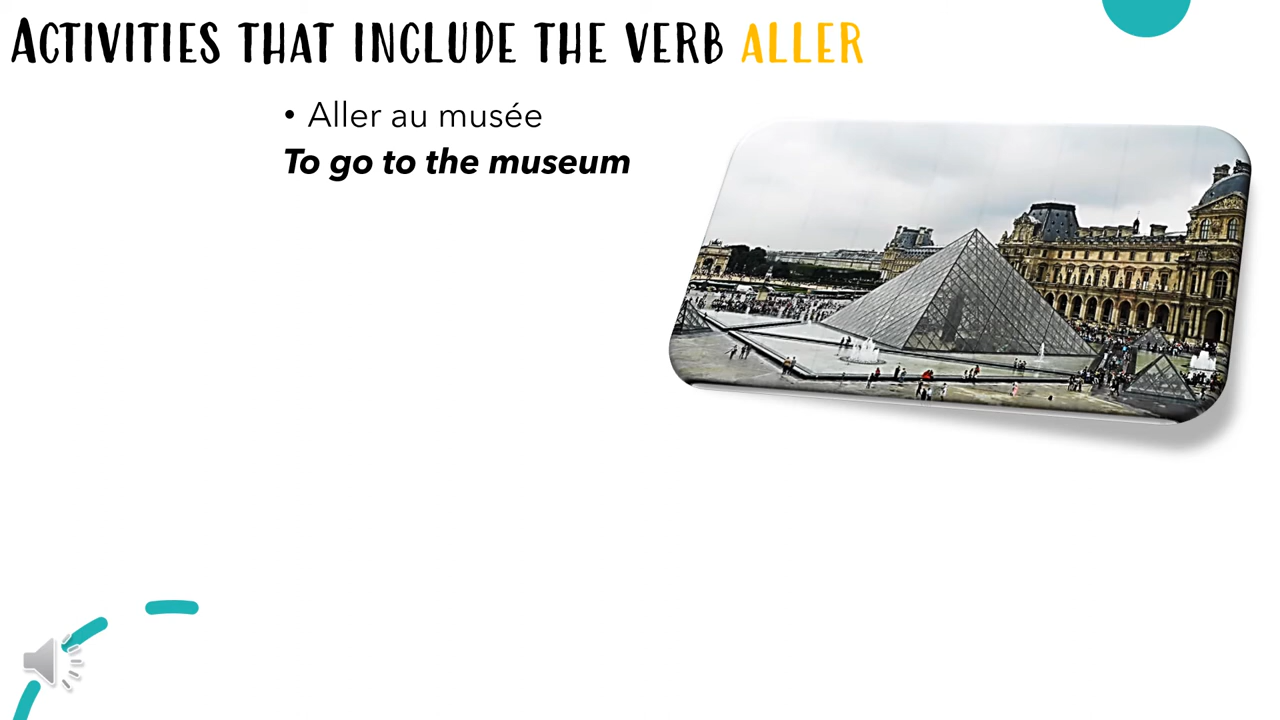 Activities that include the verb aller
• Aller au musée
To go to the museum